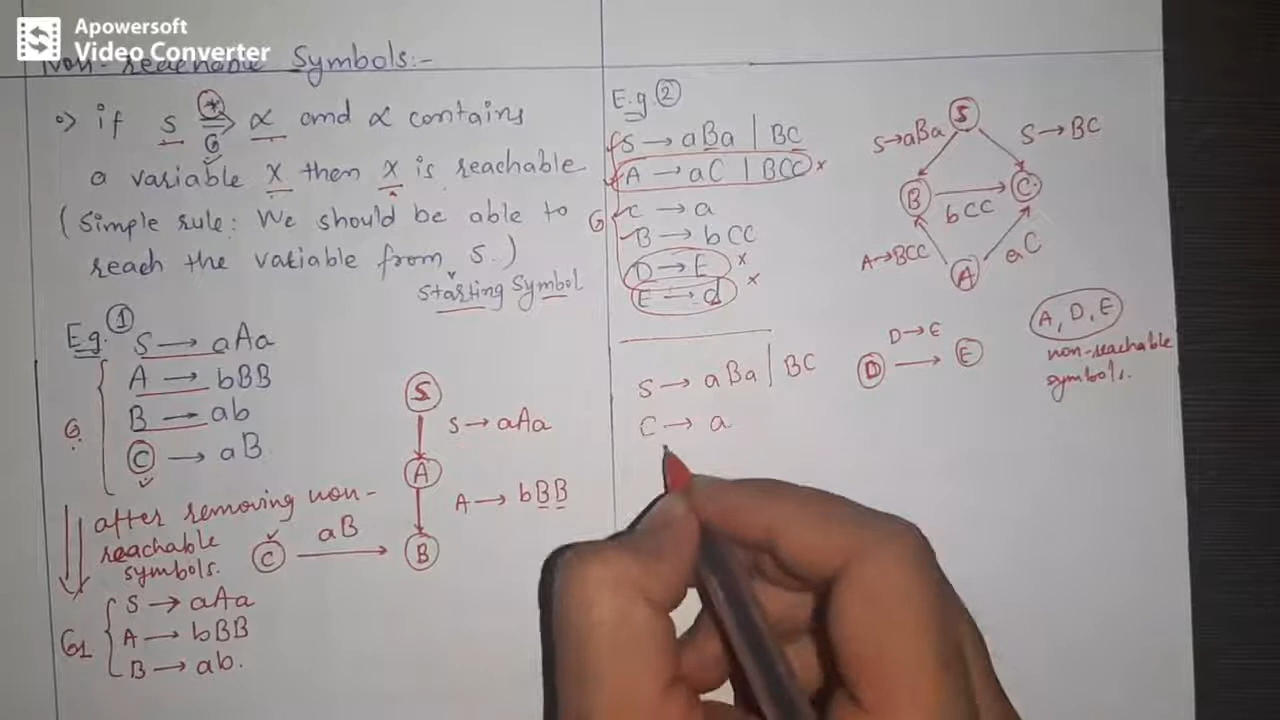 Apowersoft
Video Converter
Non-reachable Symbols:-
if S *⇒ G α and α contains
a variable X then X is reachable
(Simple rule: We should be able to
reach the variable from S.)
Starting Symbol
E.g. ①
S → aAa
A → bBB
B → ab
C → aB
G
S
S → aAa
A
A → bBB
B
C
aB
after removing non-
reachable
symbols.
G1
S → aAa
A → bBB
B → ab.
E.g. ②
S → aBa | BC
A → aC | BCC x
G
C → a
B → bCC
D → E x
E → d x
S → aBa | BC
C → a
S
S→aBa
S → BC
B
C
bCC
A→BCC
aC
A
D→E
D
E
A, D, E
non-reachable
symbols.